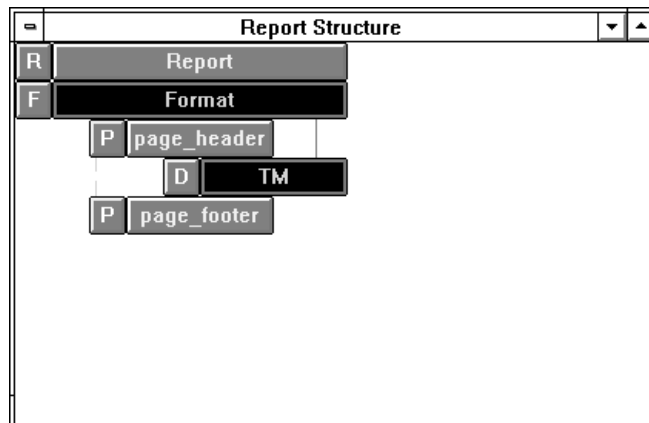 Report Structure
R Report
F Format
P page_header
D TM
P page_footer